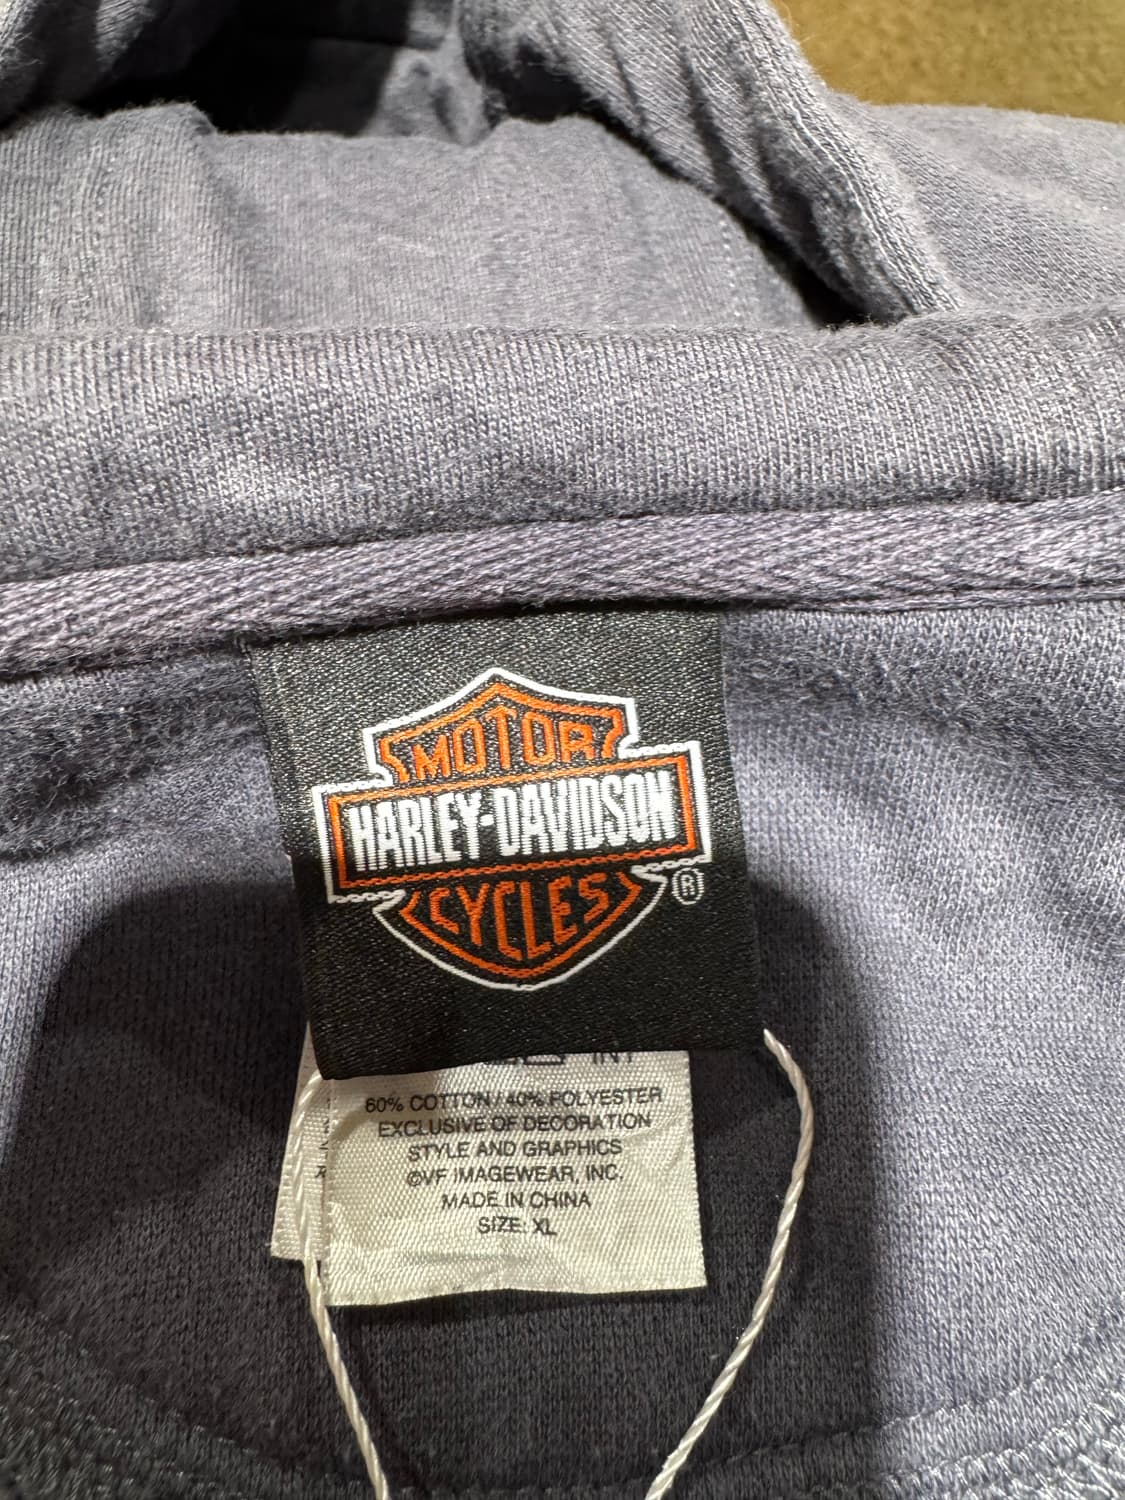 MOTOR
HARLEY-DAVIDSON
CYCLES
®
60% COTTON / 40% POLYESTER
EXCLUSIVE OF DECORATION
STYLE AND GRAPHICS
©VF IMAGEWEAR, INC.
MADE IN CHINA
SIZE: XL